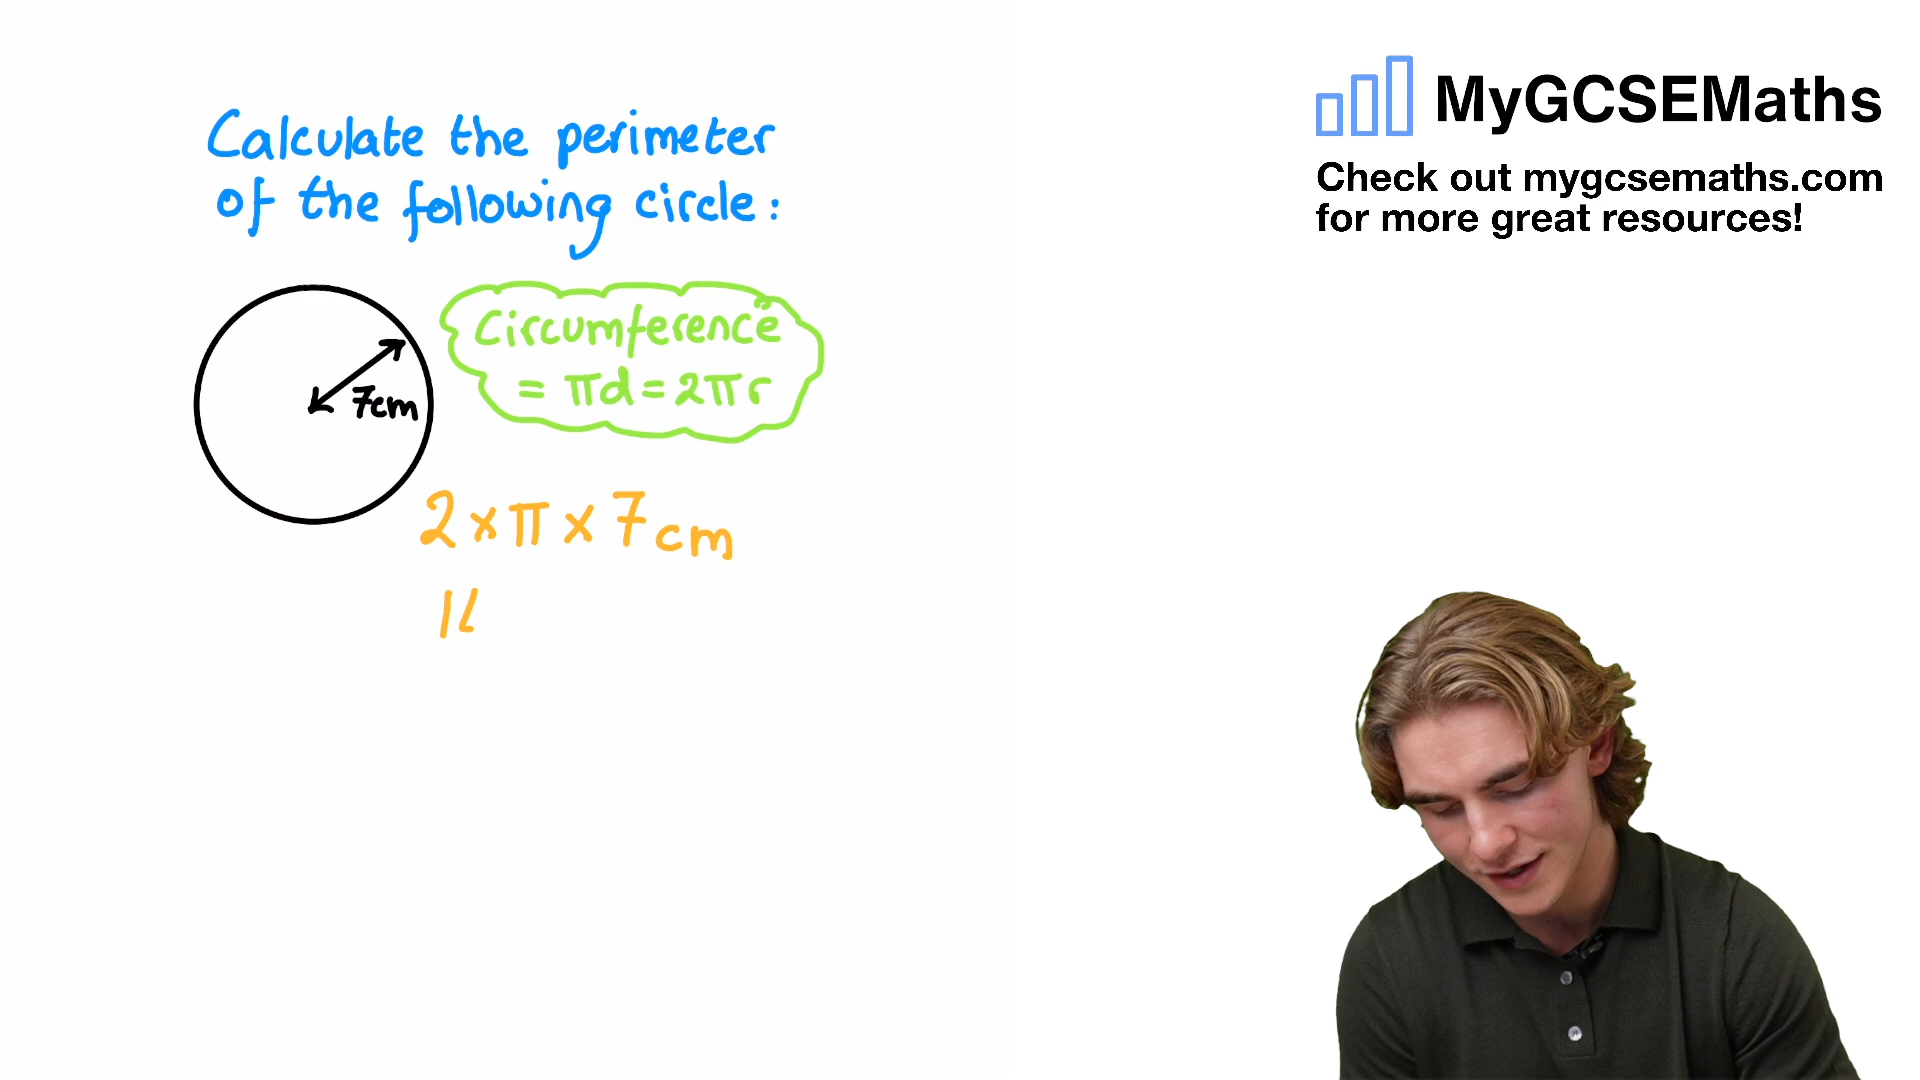 Calculate the perimeter
of the following circle:
7cm
Circumference
= πd = 2πr
2 × π × 7cm
MyGCSEMaths
Check out mygcsemaths.com
for more great resources!